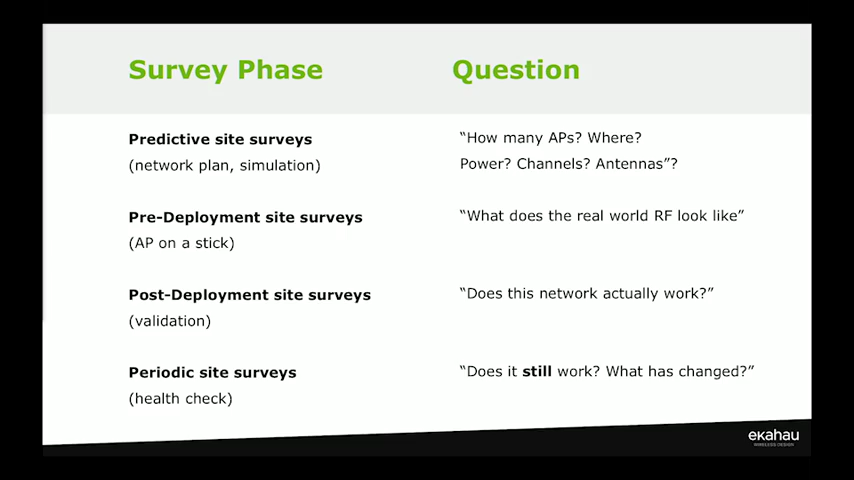 Survey Phase
Question
Predictive site surveys
(network plan, simulation)
“How many APs? Where?
Power? Channels? Antennas”?
Pre-Deployment site surveys
(AP on a stick)
“What does the real world RF look like”
Post-Deployment site surveys
(validation)
“Does this network actually work?”
Periodic site surveys
(health check)
“Does it still work? What has changed?”
ekahau
WIRELESS DESIGN